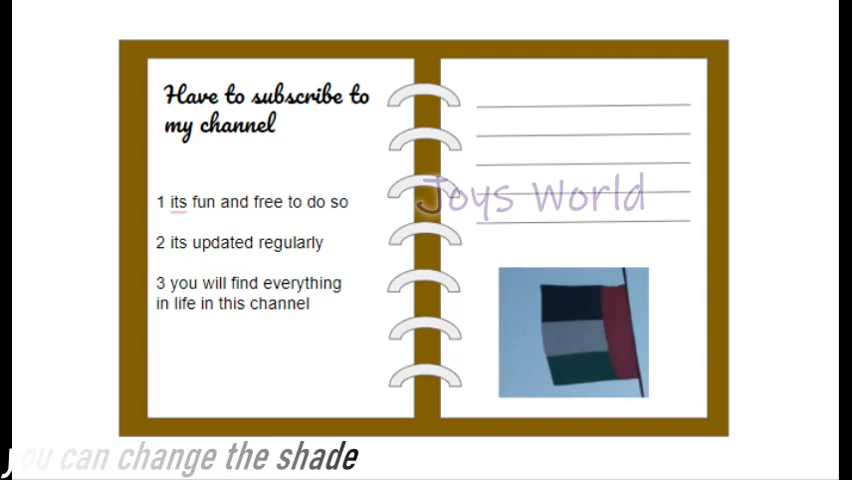 Have to subscribe to
my channel
1 its fun and free to do so
2 its updated regularly
3 you will find everything
in life in this channel
Joys World
you can change the shade